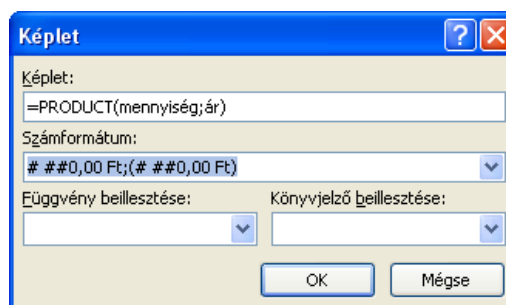 Képlet
Képlet:
=PRODUCT(mennyiség;ár)
Számformátum:
# ##0,00 Ft;(# ##0,00 Ft)
Függvény beillesztése: Könyvjelző beillesztése:
OK Mégse